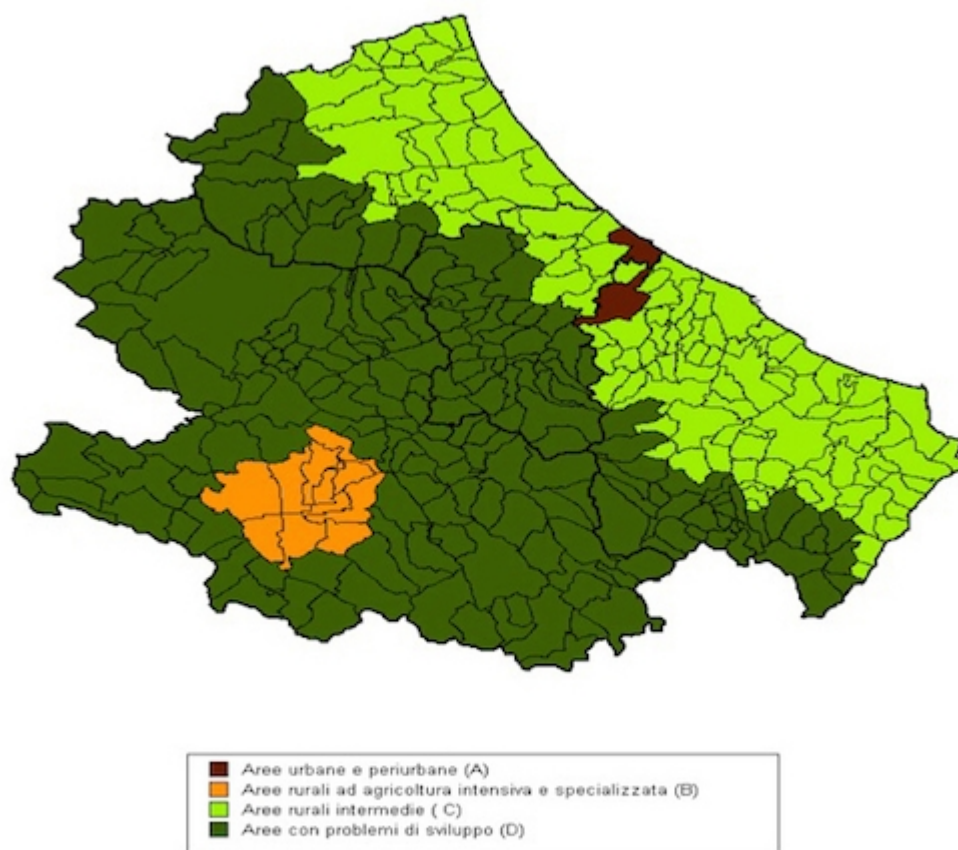 Aree urbane e periurbane (A)
Aree rurali ad agricoltura intensiva e specializzata (B)
Aree rurali intermedie ( C)
Aree con problemi di sviluppo (D)